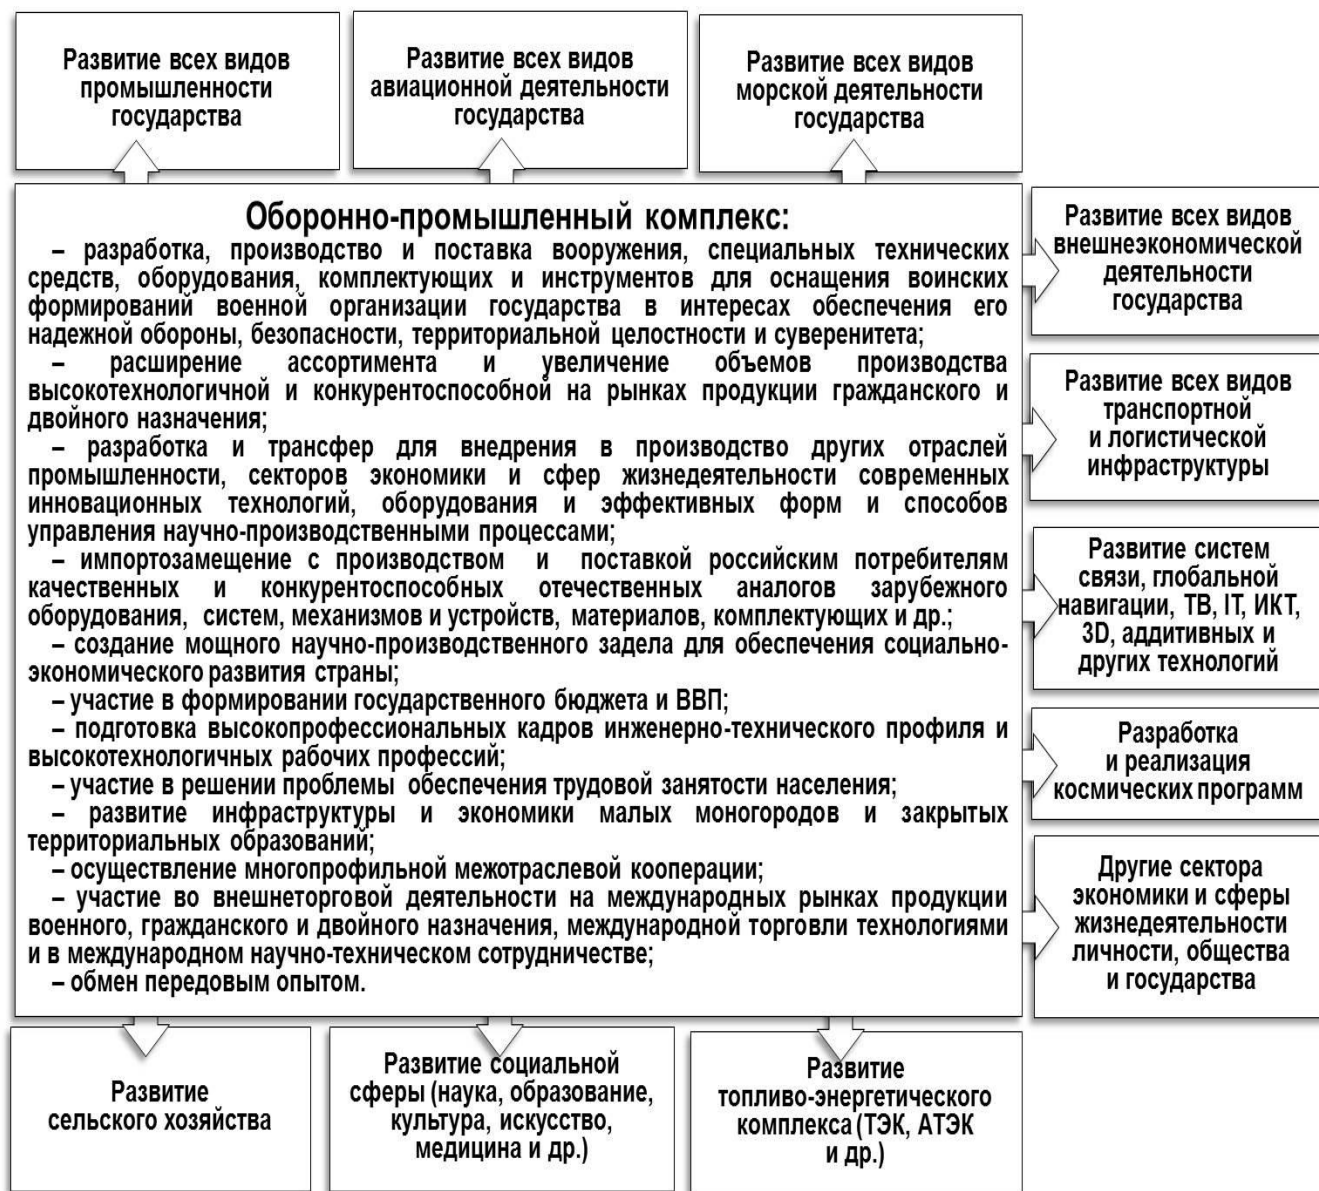 Развитие всех видов
промышленности
государства
Развитие всех видов
авиационной деятельности
государства
Развитие всех видов
морской деятельности
государства
Оборонно-промышленный комплекс:
– разработка, производство и поставка вооружения, специальных технических
средств, оборудования, комплектующих и инструментов для оснащения воинских
формирований военной организации государства в интересах обеспечения его
надежной обороны, безопасности, территориальной целостности и суверенитета;
– расширение ассортимента и увеличение объемов производства
высокотехнологичной и конкурентоспособной на рынках продукции гражданского и
двойного назначения;
– разработка и трансфер для внедрения в производство других отраслей
промышленности, секторов экономики и сфер жизнедеятельности современных
инновационных технологий, оборудования и эффективных форм и способов
управления научно-производственными процессами;
– импортозамещение с производством и поставкой российским потребителям
качественных и конкурентоспособных отечественных аналогов зарубежного
оборудования, систем, механизмов и устройств, материалов, комплектующих и др.;
– создание мощного научно-производственного задела для обеспечения социально-
экономического развития страны;
– участие в формировании государственного бюджета и ВВП;
– подготовка высокопрофессиональных кадров инженерно-технического профиля и
высокотехнологичных рабочих профессий;
– участие в решении проблемы обеспечения трудовой занятости населения;
– развитие инфраструктуры и экономики малых моногородов и закрытых
территориальных образований;
– осуществление многопрофильной межотраслевой кооперации;
– участие во внешнеторговой деятельности на международных рынках продукции
военного, гражданского и двойного назначения, международной торговли технологиями
и в международном научно-техническом сотрудничестве;
– обмен передовым опытом.
Развитие всех видов
внешнеэкономической
деятельности
государства
Развитие всех видов
транспортной
и логистической
инфраструктуры
Развитие систем
связи, глобальной
навигации, ТВ, IT, ИКТ,
3D, аддитивных и
других технологий
Разработка
и реализация
космических программ
Другие сектора
экономики и сферы
жизнедеятельности
личности, общества
и государства
Развитие
сельского хозяйства
Развитие социальной
сферы (наука, образование,
культура, искусство,
медицина и др.)
Развитие
топливо-энергетического
комплекса (ТЭК, АТЭК
и др.)